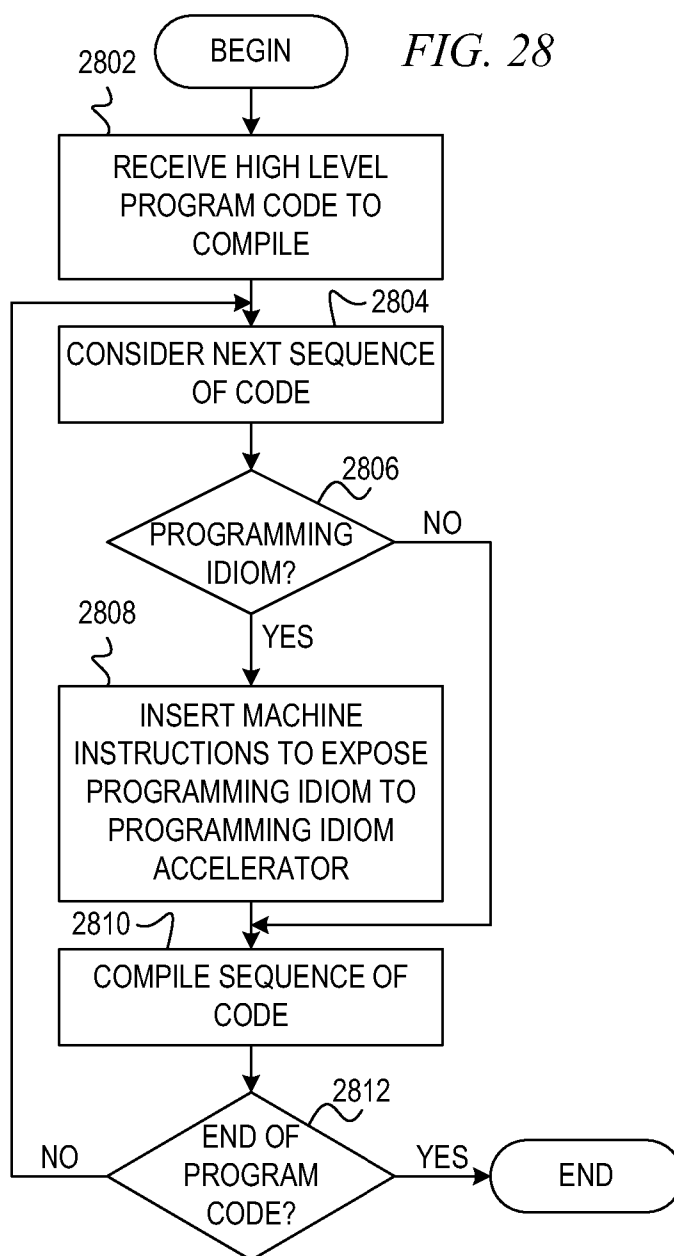 BEGIN
FIG. 28
2802
RECEIVE HIGH LEVEL
PROGRAM CODE TO
COMPILE
2804
CONSIDER NEXT SEQUENCE
OF CODE
2806
PROGRAMMING
IDIOM?
NO
YES
2808
INSERT MACHINE
INSTRUCTIONS TO EXPOSE
PROGRAMMING IDIOM TO
PROGRAMMING IDIOM
ACCELERATOR
2810
COMPILE SEQUENCE OF
CODE
2812
END OF
PROGRAM
CODE?
NO
YES
END